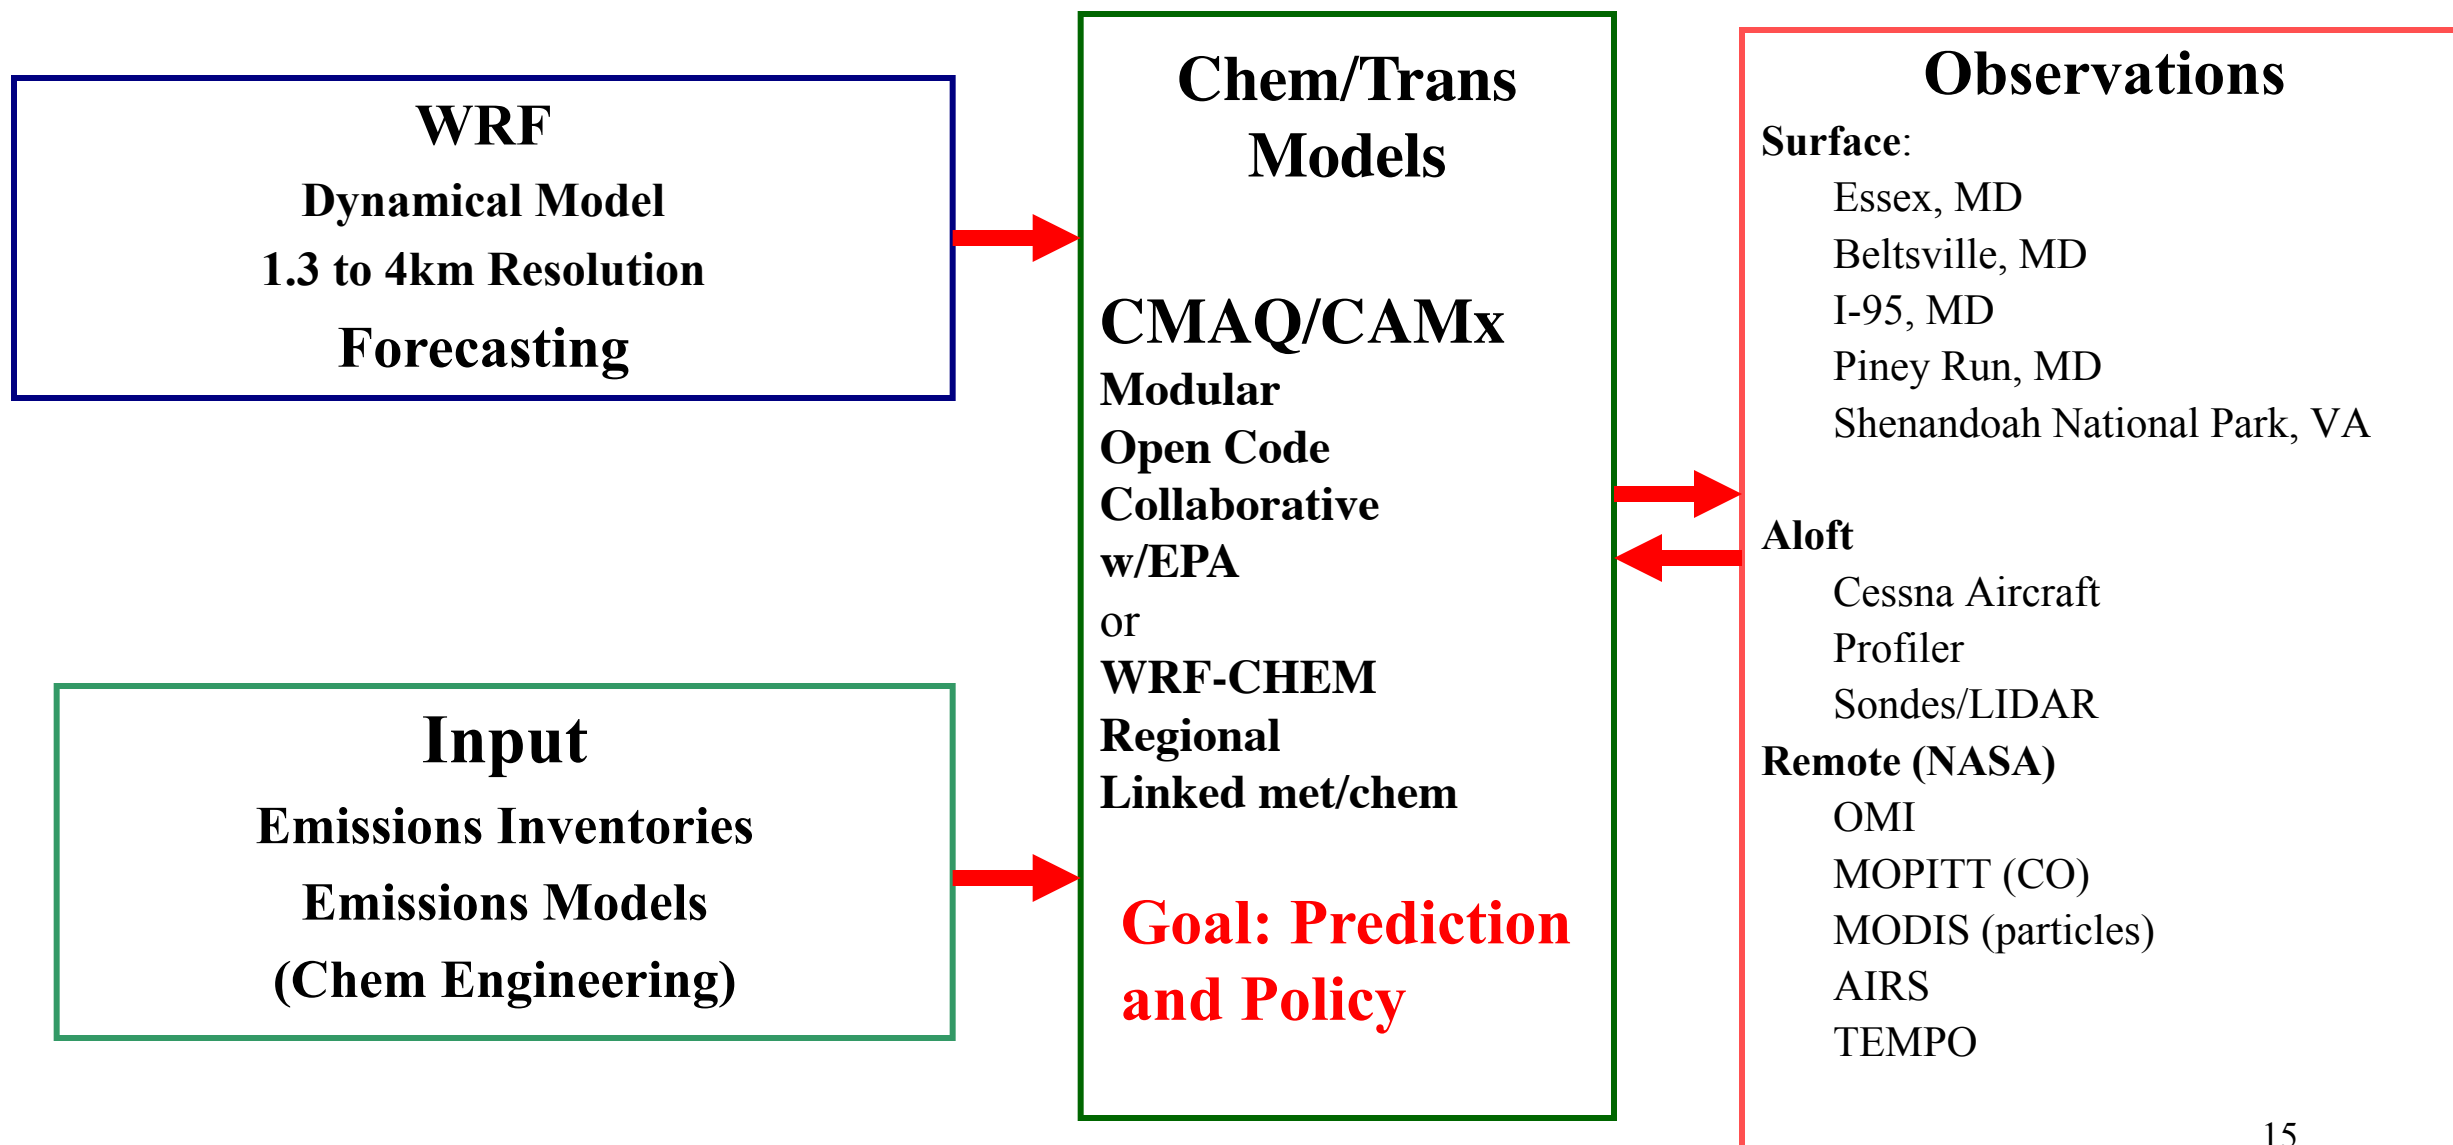 WRF
Dynamical Model
1.3 to 4km Resolution
Forecasting
Input
Emissions Inventories
Emissions Models
(Chem Engineering)
Chem/Trans
Models
CMAQ/CAMx
Modular
Open Code
Collaborative
w/EPA
or
WRF-CHEM
Regional
Linked met/chem
Goal: Prediction
and Policy
Observations
Surface:
Essex, MD
Beltsville, MD
I-95, MD
Piney Run, MD
Shenandoah National Park, VA
Aloft
Cessna Aircraft
Profiler
Sondes/LIDAR
Remote (NASA)
OMI
MOPITT (CO)
MODIS (particles)
AIRS
TEMPO
15